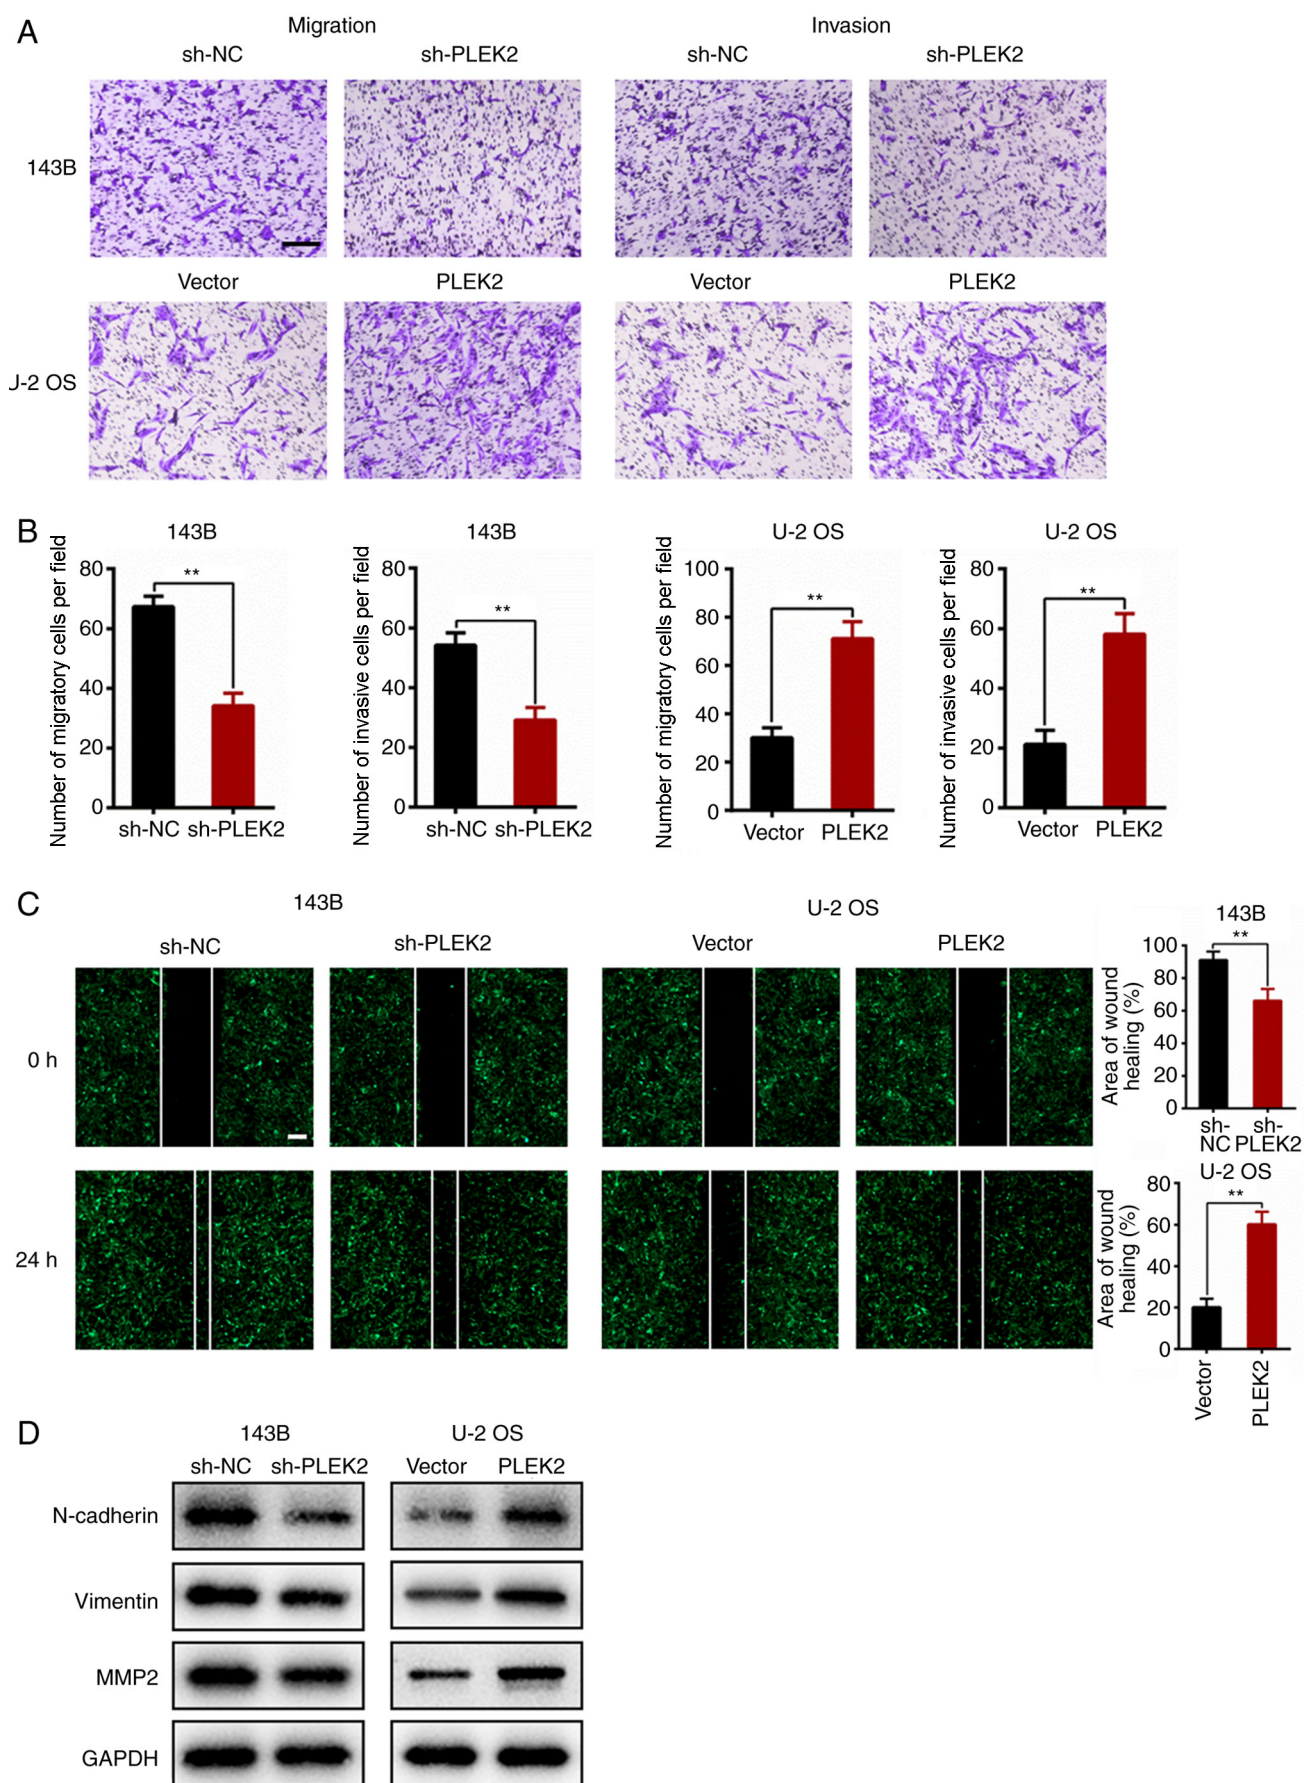 A
Migration
Invasion
sh-NC
sh-PLEK2
sh-NC
sh-PLEK2
143B
Vector
PLEK2
Vector
PLEK2
U-2 OS
B
143B
143B
U-2 OS
U-2 OS
Number of migratory cells per field
80
60
40
20
0
**
sh-NC sh-PLEK2
Number of invasive cells per field
80
60
40
20
0
**
sh-NC sh-PLEK2
Number of migratory cells per field
100
80
60
40
20
0
**
Vector PLEK2
Number of invasive cells per field
80
60
40
20
0
**
Vector PLEK2
C
143B
U-2 OS
sh-NC
sh-PLEK2
Vector
PLEK2
0 h
24 h
143B
Area of wound
healing (%)
100
80
60
40
20
0
**
sh-
NC
sh-
PLEK2
U-2 OS
Area of wound
healing (%)
80
60
40
20
0
**
Vector
PLEK2
D
143B
U-2 OS
sh-NC sh-PLEK2
Vector PLEK2
N-cadherin
Vimentin
MMP2
GAPDH